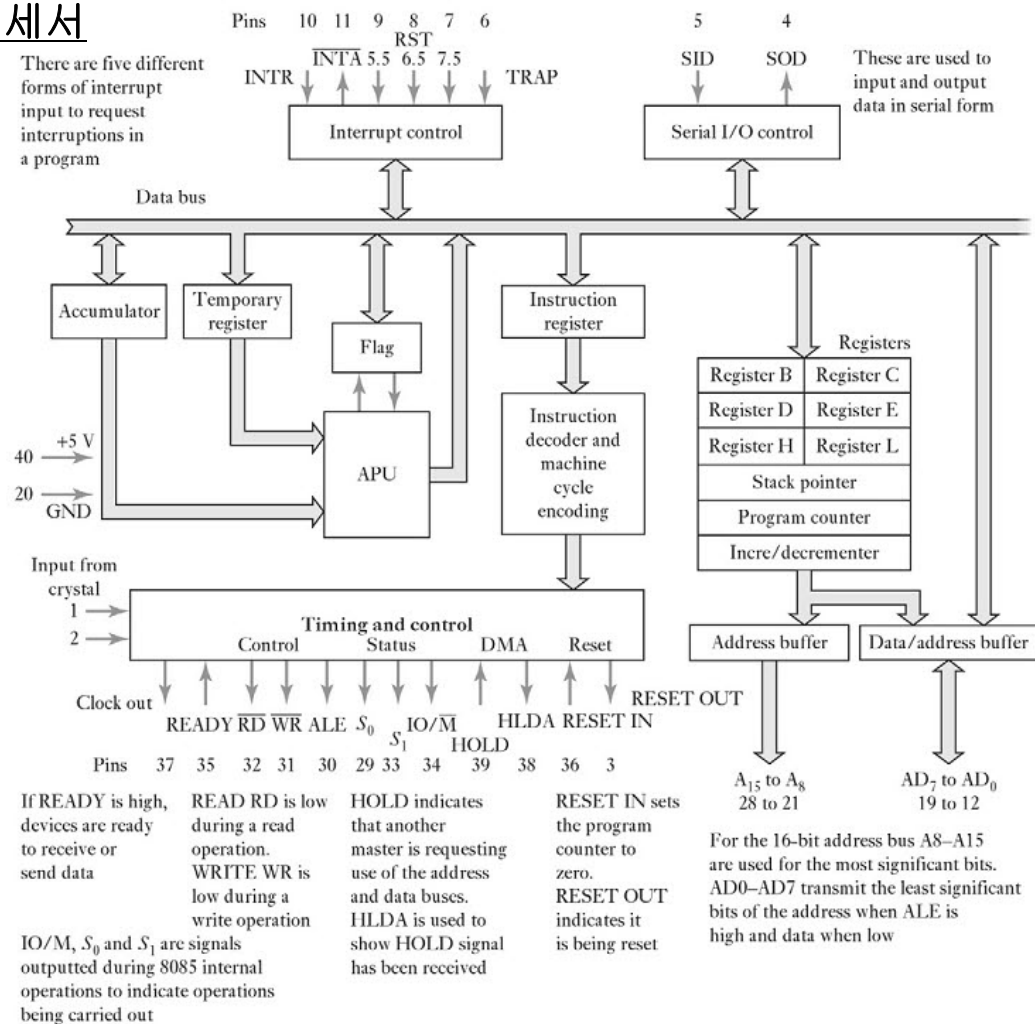 세서
Pins 10 11 9 8 7 6 5 4
RST
INTR INTA 5.5 6.5 7.5 TRAP SID SOD
There are five different
forms of interrupt
input to request
interruptions in
a program
These are used to
input and output
data in serial form
Interrupt control
Serial I/O control
Data bus
Accumulator
Temporary
register
Flag
APU
Instruction
register
Instruction
decoder and
machine
cycle
encoding
Registers
Register B Register C
Register D Register E
Register H Register L
Stack pointer
Program counter
Incre/decrementer
+5 V
40
20
GND
Input from
crystal
1
2
Timing and control
Control Status DMA Reset
Address buffer
Data/address buffer
Clock out READY RD WR ALE S0 S1 IO/M HOLD HLDA RESET IN RESET OUT
Pins 37 35 32 31 30 29 33 34 39 38 36 3
A15 to A8
28 to 21
AD7 to AD0
19 to 12
If READY is high,
devices are ready
to receive or
send data
READ RD is low
during a read
operation.
WRITE WR is
low during a
write operation
IO/M, S0 and S1 are signals
outputted during 8085 internal
operations to indicate operations
being carried out
HOLD indicates
that another
master is requesting
use of the address
and data buses.
HLDA is used to
show HOLD signal
has been received
RESET IN sets
the program
counter to
zero.
RESET OUT
indicates it
is being reset
For the 16-bit address bus A8–A15
are used for the most significant bits.
AD0–AD7 transmit the least significant
bits of the address when ALE is
high and data when low